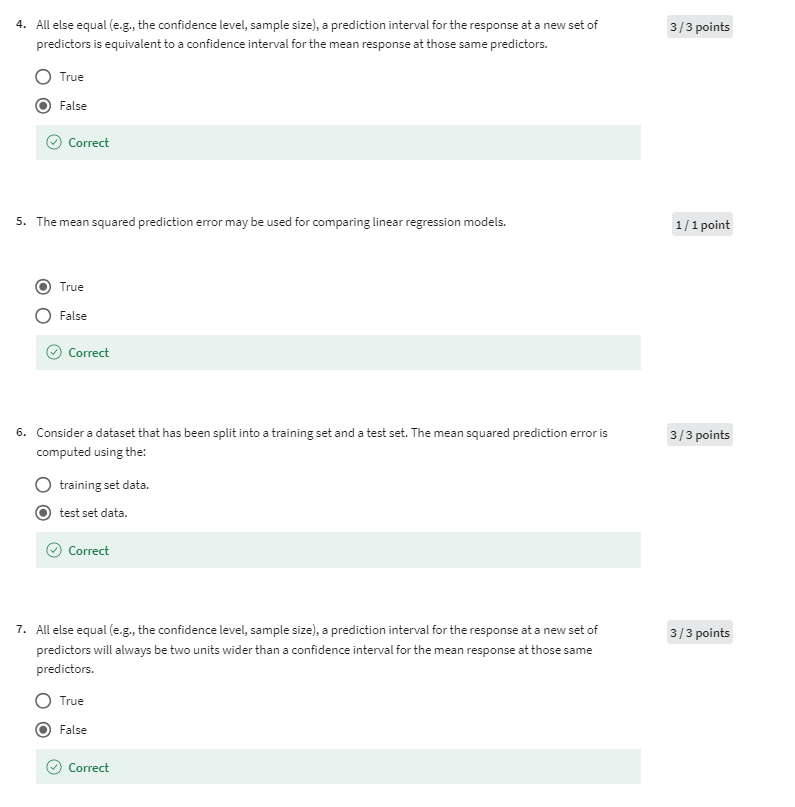 4. All else equal (e.g., the confidence level, sample size), a prediction interval for the response at a new set of
predictors is equivalent to a confidence interval for the mean response at those same predictors.
3 / 3 points
True
False
Correct
5. The mean squared prediction error may be used for comparing linear regression models.
1 / 1 point
True
False
Correct
6. Consider a dataset that has been split into a training set and a test set. The mean squared prediction error is
computed using the:
3 / 3 points
training set data.
test set data.
Correct
7. All else equal (e.g., the confidence level, sample size), a prediction interval for the response at a new set of
predictors will always be two units wider than a confidence interval for the mean response at those same
predictors.
3 / 3 points
True
False
Correct